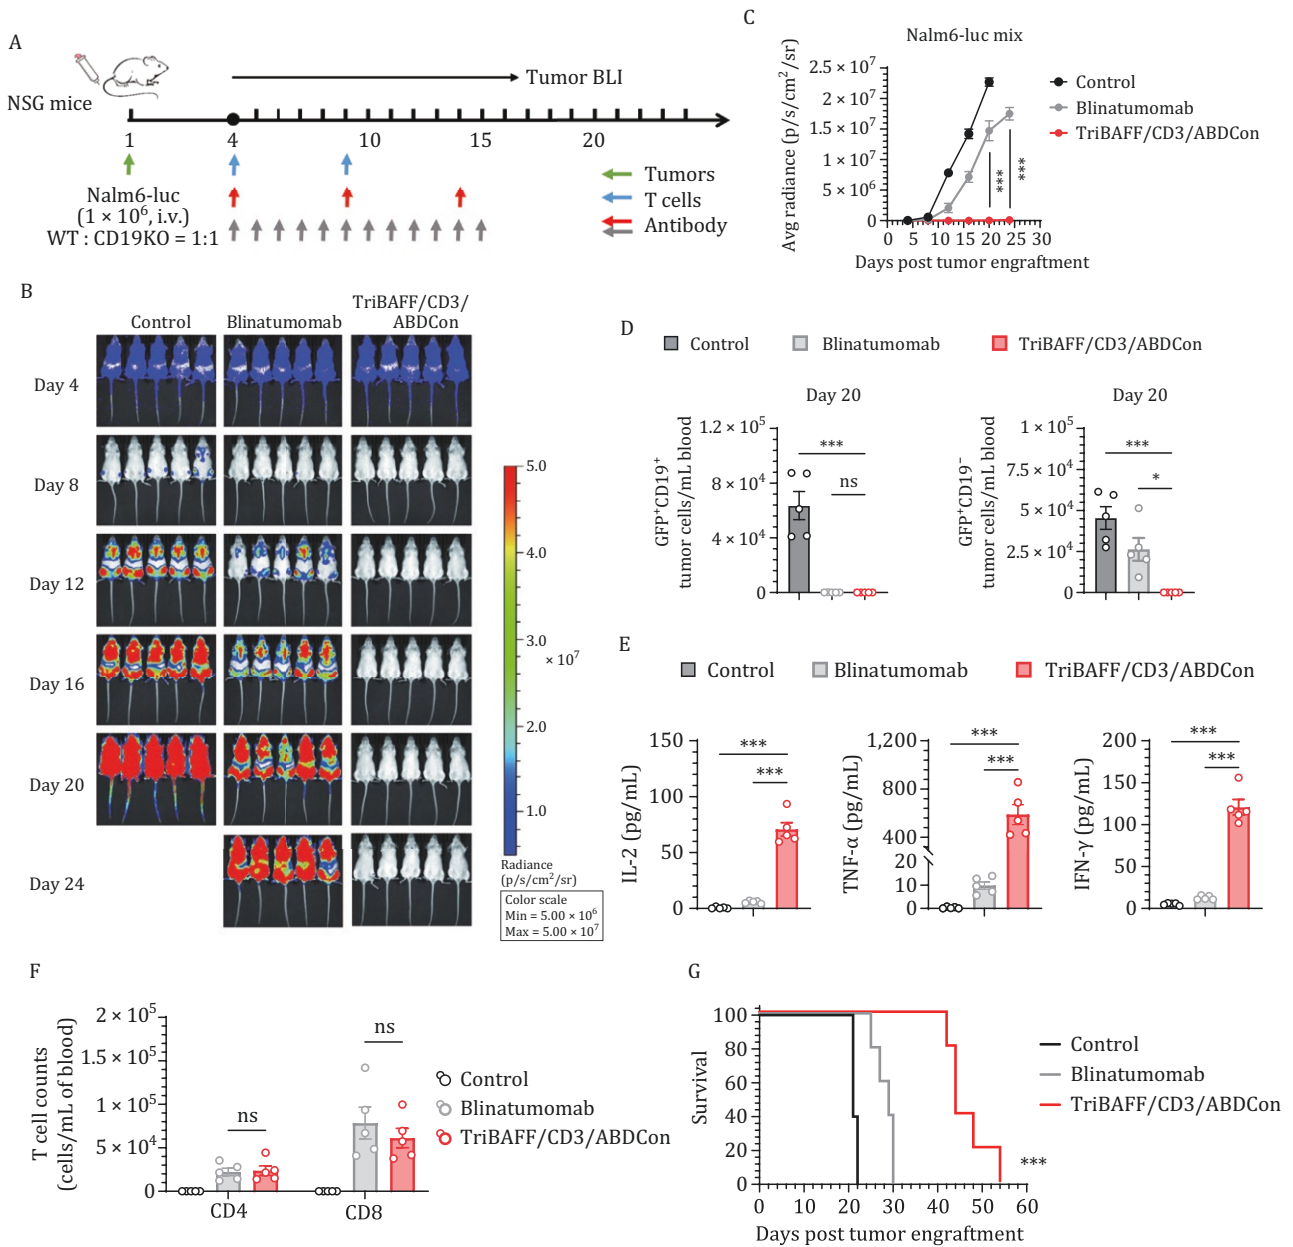 A
NSG mice
Tumor BLI
1
4
10
15
20
Nalm6-luc
(1 × 10⁶, i.v.)
WT : CD19KO = 1:1
Tumors
T cells
Antibody
B
Control
Blinatumomab
TriBAFF/CD3/
ABDCon
Day 4
Day 8
Day 12
Day 16
Day 20
Day 24
5.0
4.0
3.0
× 10⁷
2.0
1.0
Radiance
(p/s/cm²/sr)
Color scale
Min = 5.00 × 10⁶
Max = 5.00 × 10⁷
C
Nalm6-luc mix
Avg radiance (p/s/cm²/sr)
2.5 × 10⁷
2 × 10⁷
1.5 × 10⁷
1 × 10⁷
5 × 10⁶
0
0 5 10 15 20 25 30
Days post tumor engraftment
***
***
Control
Blinatumomab
TriBAFF/CD3/ABDCon
D
Control
Blinatumomab
TriBAFF/CD3/ABDCon
Day 20
GFP⁺CD19⁺
tumor cells/mL blood
1.2 × 10⁵
8 × 10⁴
4 × 10⁴
0
***
ns
Day 20
GFP⁺CD19⁻
tumor cells/mL blood
1 × 10⁵
7.5 × 10⁴
5 × 10⁴
2.5 × 10⁴
0
***
*
E
Control
Blinatumomab
TriBAFF/CD3/ABDCon
IL-2 (pg/mL)
150
100
50
0
***
***
TNF-α (pg/mL)
1,200
800
400
20
10
0
***
***
IFN-γ (pg/mL)
200
150
100
50
0
***
***
F
T cell counts
(cells/mL of blood)
2 × 10⁵
1.5 × 10⁵
1 × 10⁵
5 × 10⁴
0
ns
ns
CD4
CD8
Control
Blinatumomab
TriBAFF/CD3/ABDCon
G
Survival
100
80
60
40
20
0
0 10 20 30 40 50 60
Days post tumor engraftment
Control
Blinatumomab
TriBAFF/CD3/ABDCon
***